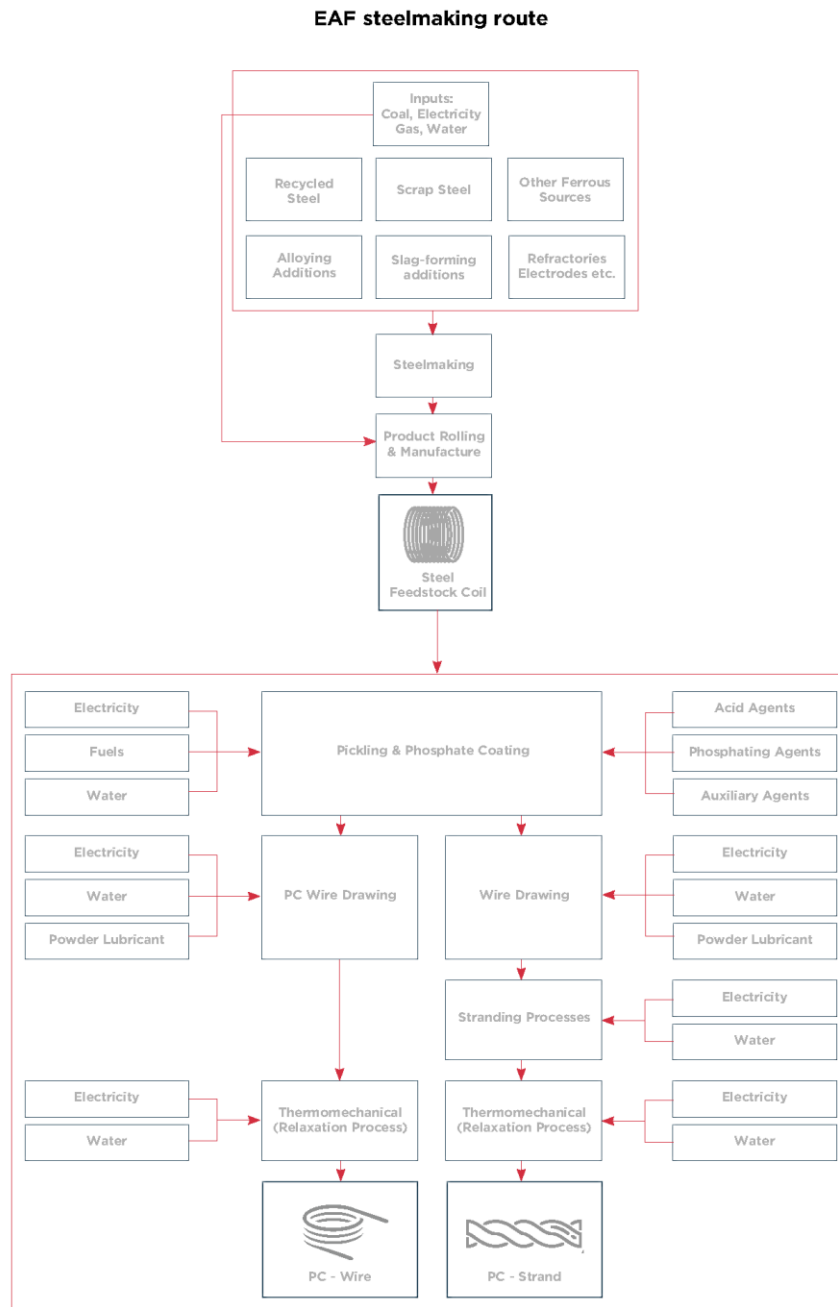 EAF steelmaking route
Inputs:
Coal, Electricity
Gas, Water
Recycled
Steel
Scrap Steel
Other Ferrous
Sources
Alloying
Additions
Slag-forming
additions
Refractories
Electrodes etc.
Steelmaking
Product Rolling
& Manufacture
Steel
Feedstock Coil
Electricity
Fuels
Water
Pickling & Phosphate Coating
Acid Agents
Phosphating Agents
Auxiliary Agents
Electricity
Water
Powder Lubricant
PC Wire Drawing
Wire Drawing
Electricity
Water
Powder Lubricant
Stranding Processes
Electricity
Water
Electricity
Water
Thermomechanical
(Relaxation Process)
Thermomechanical
(Relaxation Process)
Electricity
Water
PC - Wire
PC - Strand